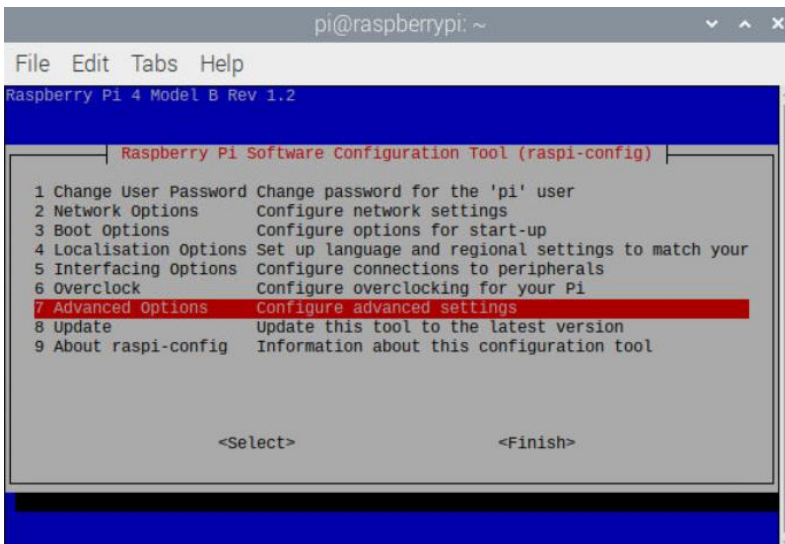 pi@raspberrypi: ~
File Edit Tabs Help
Raspberry Pi 4 Model B Rev 1.2
Raspberry Pi Software Configuration Tool (raspi-config)
1 Change User Password Change password for the 'pi' user
2 Network Options Configure network settings
3 Boot Options Configure options for start-up
4 Localisation Options Set up language and regional settings to match your
5 Interfacing Options Configure connections to peripherals
6 Overclock Configure overclocking for your Pi
7 Advanced Options Configure advanced settings
8 Update Update this tool to the latest version
9 About raspi-config Information about this configuration tool
<Select> <Finish>